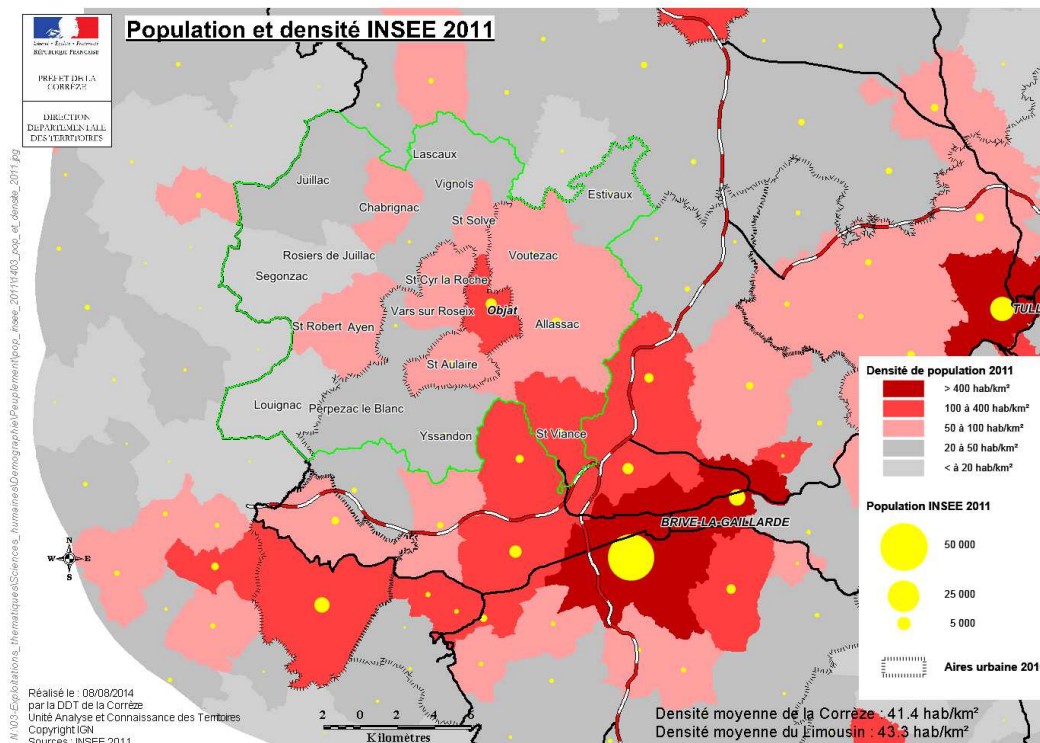 Population et densité INSEE 2011
Liberté • Égalité • Fraternité
RÉPUBLIQUE FRANÇAISE
PRÉFET DE LA
CORRÈZE
DIRECTION
DÉPARTEMENTALE
DES TERRITOIRES
Lascaux
Juillac
Vignols
Estivaux
Chabrignac
St Solve
Rosiers de Juillac
Voutezac
Segonzac
St Cyr la Roche
Vars sur Roseix
Objat
St Robert
Ayen
Allassac
TULL
St Aulaire
Louignac
Perpezac le Blanc
Yssandon
St Viance
BRIVE-LA-GAILLARDE
Densité de population 2011
> 400 hab/km²
100 à 400 hab/km²
50 à 100 hab/km²
20 à 50 hab/km²
< à 20 hab/km²
Population INSEE 2011
50 000
25 000
5 000
Aires urbaine 201
N
W E
S
Réalisé le : 08/08/2014
par la DDT de la Corrèze
Unité Analyse et Connaissance des Territoires
Copyright IGN
Sources : INSEE 2011
2 0 2 4 6
Kilomètres
Densité moyenne de la Corrèze : 41.4 hab/km²
Densité moyenne du Limousin : 43.3 hab/km²